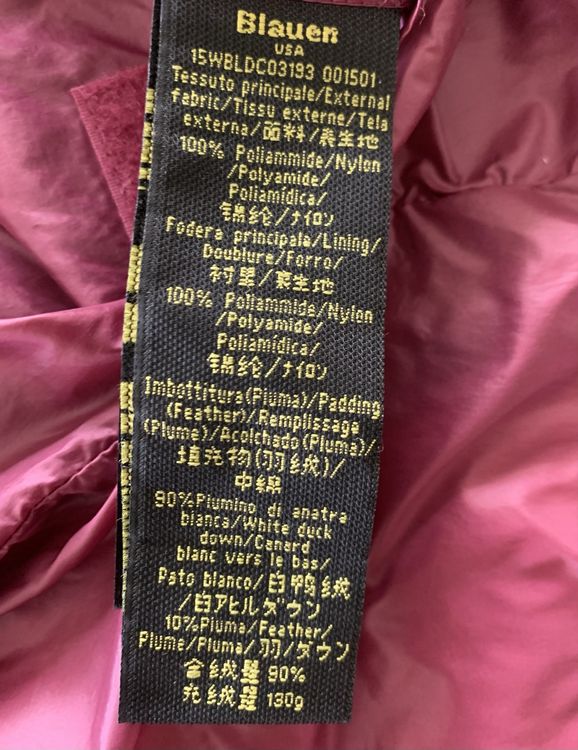 Blauen
USA
15WBLDC03193 001501
Tessuto principale/External
fabric/Tissu externe/Tela
externa/面料/表生地
100% Poliammide/Nylon
/Polyamide/
Poliamídica/
锦纶/ナイロン
Fodera principale/Lining/
Doublure/Forro/
衬里/裏生地
100% Poliammide/Nylon
/Polyamide/
Poliamídica/
锦纶/ナイロン
Imbottitura(Piuma)/Padding
(Feather)/Remplissage
(Plume)/Acolchado(Pluma)/
填充物(羽绒)/
中綿
90%Piumino di anatra
bianca/White duck
down/Canard
blanc vers le bas/
Pato blanco/白鸭绒
/白アヒルダウン
10%Piuma/Feather/
Plume/Pluma/羽/ダウン
含绒量 90%
充绒量 130g